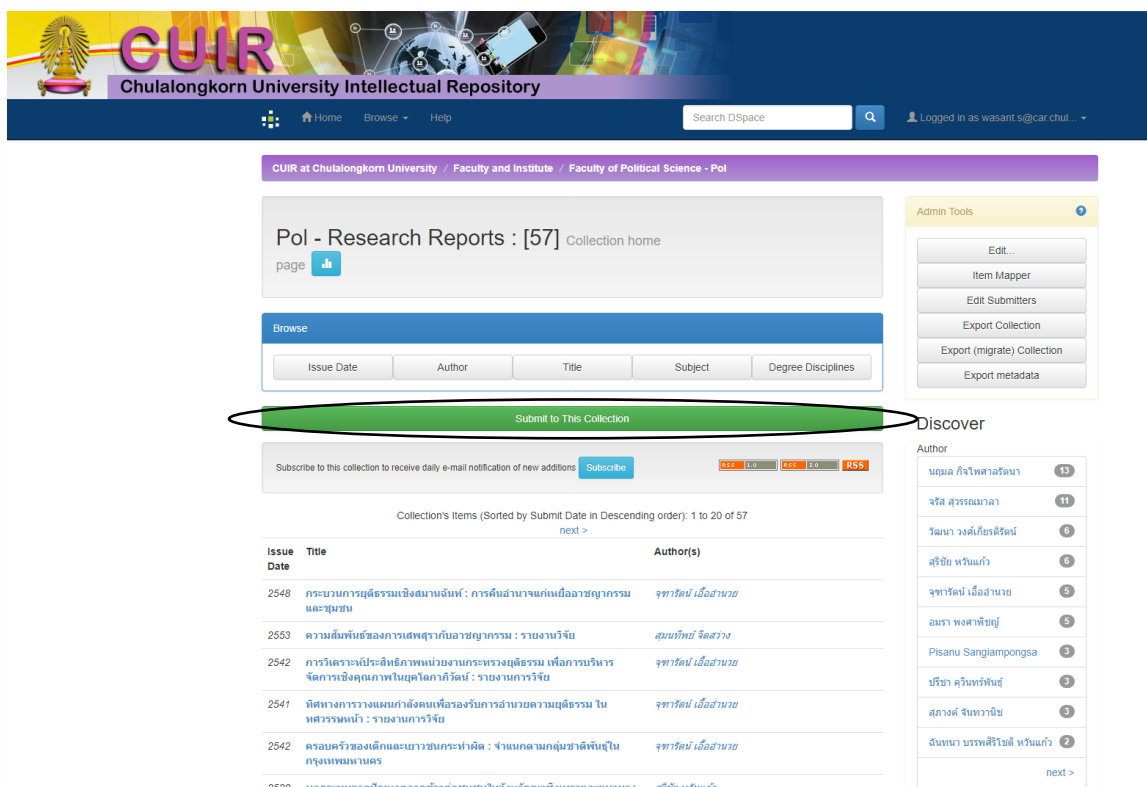 CUIR
Chulalongkorn University Intellectual Repository
Home Browse Help
Search DSpace
Logged in as wasant.s@car.chul...
CUIR at Chulalongkorn University / Faculty and Institute / Faculty of Political Science - Pol
Pol - Research Reports : [57] Collection home
page
Browse
Issue Date Author Title Subject Degree Disciplines
Submit to This Collection
Subscribe to this collection to receive daily e-mail notification of new additions Subscribe
RSS 1.0 RSS 2.0 RSS
Collection's Items (Sorted by Submit Date in Descending order): 1 to 20 of 57
next >
Issue Title Author(s)
Date
2548 กระบวนการยุติธรรมเชิงสมานฉันท์ : การคืนอำนาจแก่เหยื่ออาชญากรรม จุฑารัตน์ เอื้ออำนวย
และชุมชน
2553 ความสัมพันธ์ของการเสพสุรากับอาชญากรรม : รายงานวิจัย สุมนทิพย์ จิตสว่าง
2542 การวิเคราะห์ประสิทธิภาพหน่วยงานกระทรวงยุติธรรม เพื่อการบริหาร จุฑารัตน์ เอื้ออำนวย
จัดการเชิงคุณภาพในยุคโลกาภิวัตน์ : รายงานการวิจัย
2541 ทิศทางการวางแผนกำลังคนเพื่อรองรับการอำนวยความยุติธรรม ใน จุฑารัตน์ เอื้ออำนวย
ทศวรรษหน้า : รายงานการวิจัย
2542 ครอบครัวของเด็กและเยาวชนกระทำผิด : จำแนกตามกลุ่มชาติพันธุ์ใน จุฑารัตน์ เอื้ออำนวย
กรุงเทพมหานคร
Admin Tools
Edit...
Item Mapper
Edit Submitters
Export Collection
Export (migrate) Collection
Export metadata
Discover
Author
นฤมล กิจไพศาลรัตนา 13
จรัส สุวรรณมาลา 11
วัฒนา วงศ์เกียรติรัตน์ 6
สุริชัย หวันแก้ว 6
จุฑารัตน์ เอื้ออำนวย 5
อมรา พงศาพิชญ์ 5
Pisanu Sangiampongsa 3
ปรีชา คุวินทร์พันธุ์ 3
สุภางค์ จันทวานิช 3
ฉันทนา บรรพศิริโชติ หวันแก้ว 2
next >